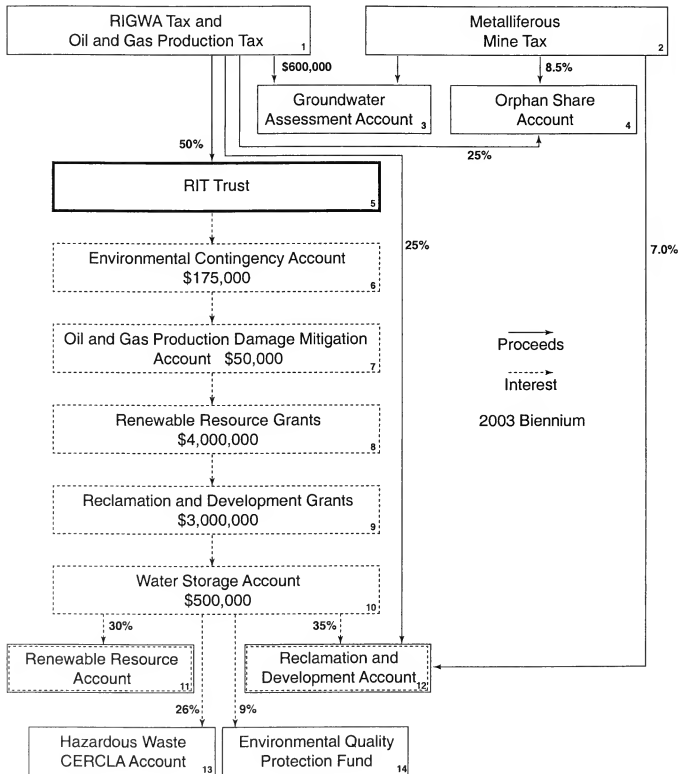 RIGWA Tax and
Oil and Gas Production Tax
1
Metalliferous
Mine Tax
2
$600,000
8.5%
Groundwater
Assessment Account
3
Orphan Share
Account
4
50%
25%
RIT Trust
5
25%
7.0%
Environmental Contingency Account
$175,000
6
Oil and Gas Production Damage Mitigation
Account $50,000
7
Proceeds
Interest
2003 Biennium
Renewable Resource Grants
$4,000,000
8
Reclamation and Development Grants
$3,000,000
9
Water Storage Account
$500,000
10
30%
35%
Renewable Resource
Account
11
Reclamation and
Development Account
12
26%
9%
Hazardous Waste
CERCLA Account
13
Environmental Quality
Protection Fund
14